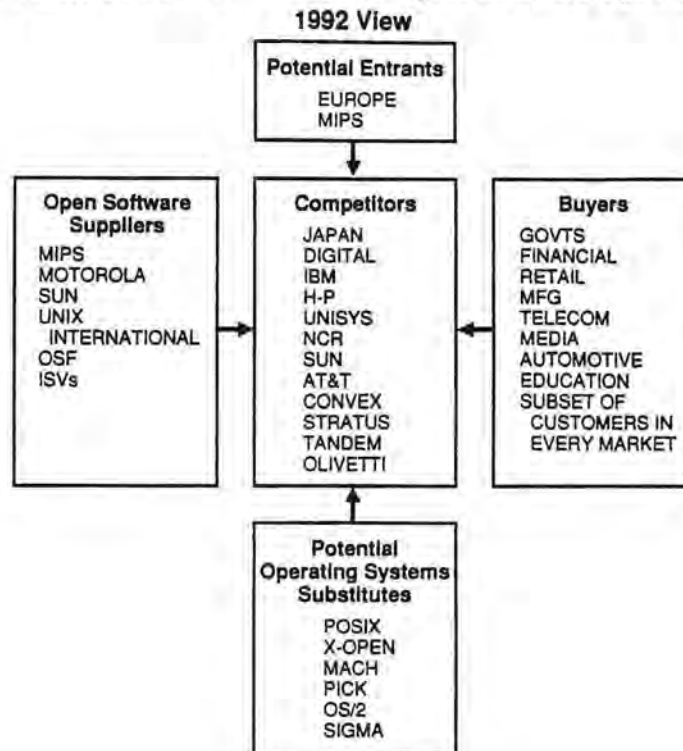 1992 View
Potential Entrants
EUROPE
MIPS
Open Software
Suppliers
MIPS
MOTOROLA
SUN
UNIX
INTERNATIONAL
OSF
ISVs
Competitors
JAPAN
DIGITAL
IBM
H-P
UNISYS
NCR
SUN
AT&T
CONVEX
STRATUS
TANDEM
OLIVETTI
Buyers
GOVTS
FINANCIAL
RETAIL
MFG
TELECOM
MEDIA
AUTOMOTIVE
EDUCATION
SUBSET OF
CUSTOMERS IN
EVERY MARKET
Potential
Operating Systems
Substitutes
POSIX
X-OPEN
MACH
PICK
OS/2
SIGMA